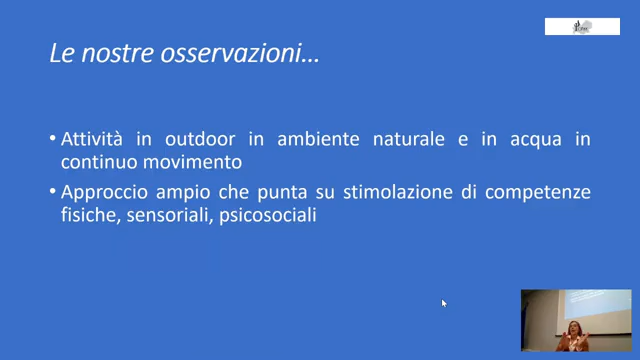 Le nostre osservazioni...
• Attività in outdoor in ambiente naturale e in acqua in
continuo movimento
• Approccio ampio che punta su stimolazione di competenze
fisiche, sensoriali, psicosociali